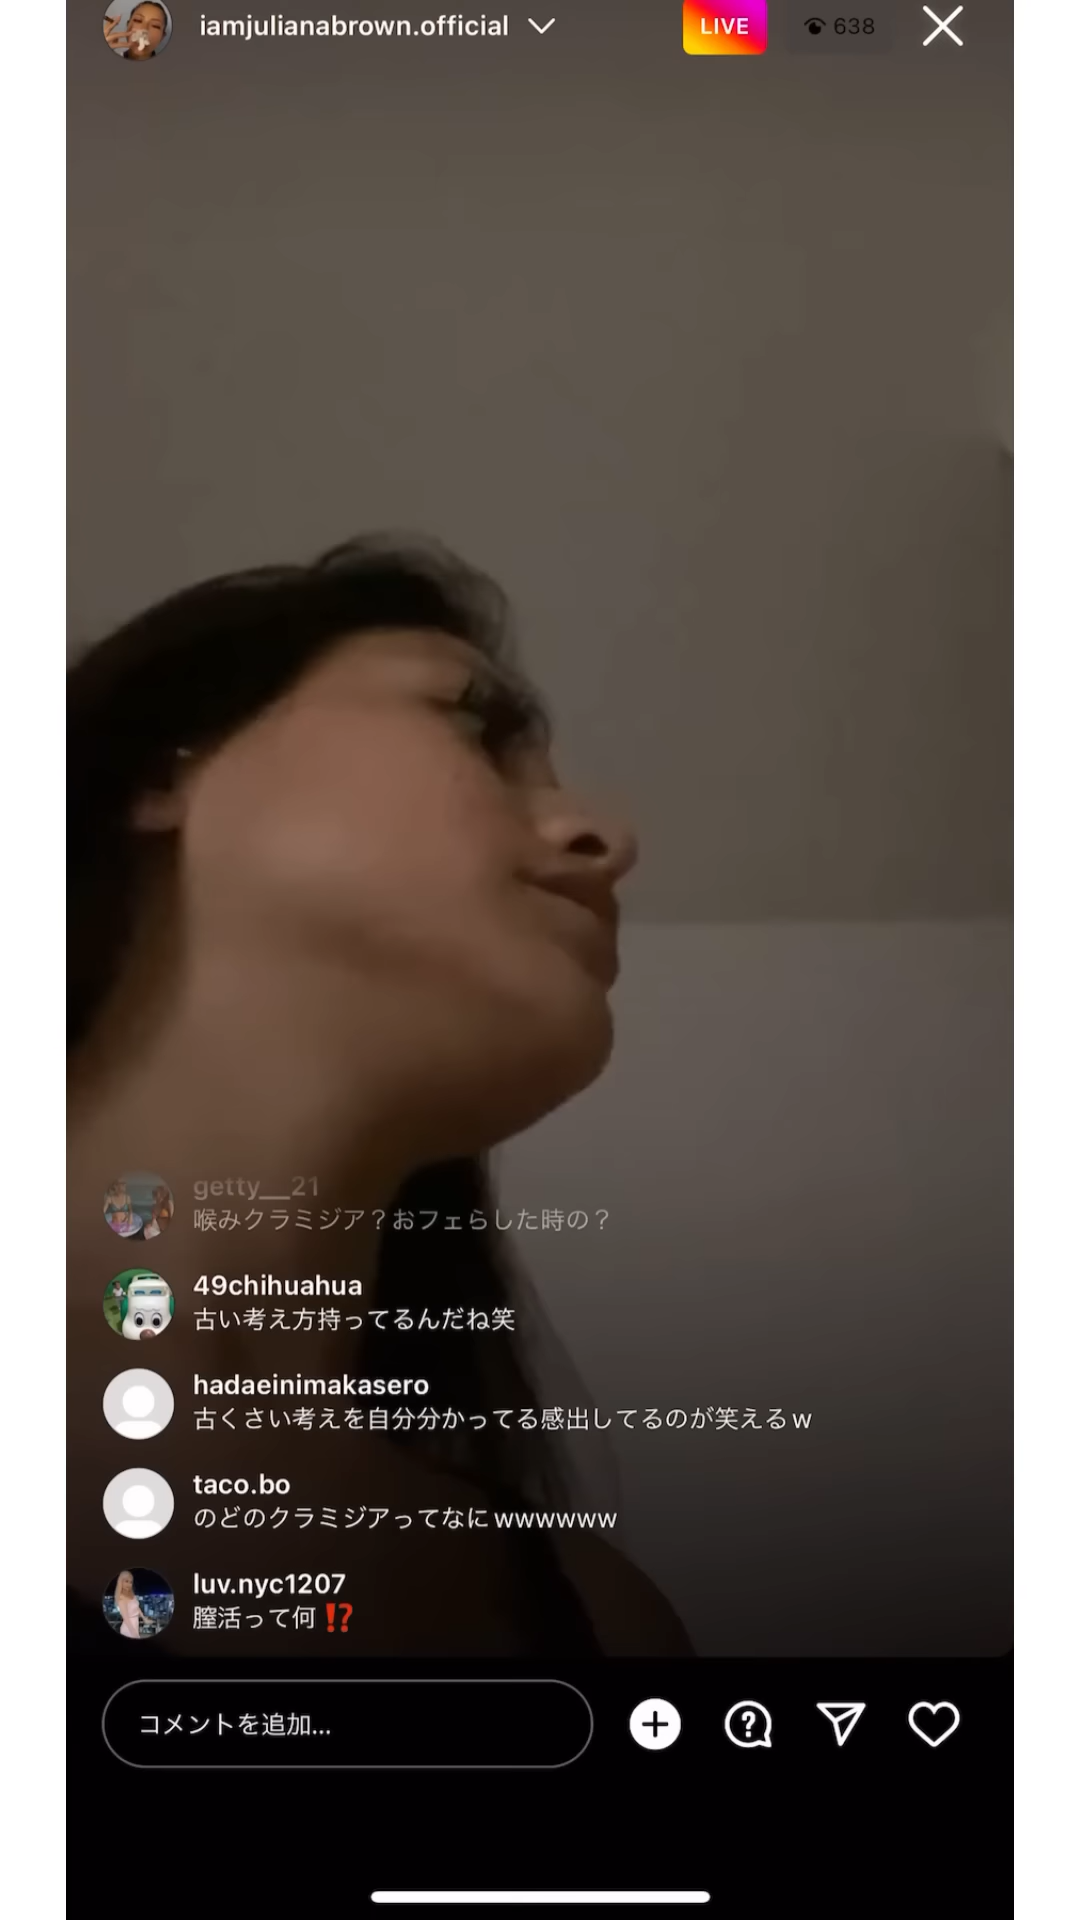 iamjulianabrown.official
LIVE
638
getty__21
喉みクラミジア？おフェらした時の？
49chihuahua
古い考え方持ってるんだね笑
hadaeinimakasero
古くさい考えを自分分かってる感出してるのが笑えるw
taco.bo
のどのクラミジアってなにwwwwww
luv.nyc1207
膣活って何⁉️
コメントを追加...